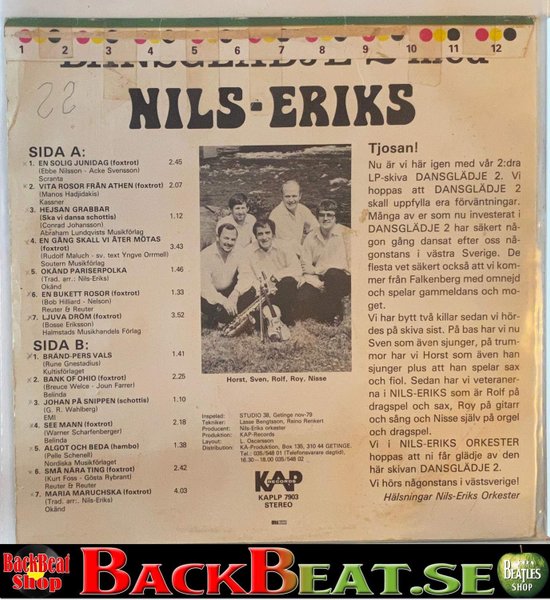 1 2 3 4 5 6 7 8 9 10 11 12
DANSGLÄDJE 2 med
NILS-ERIKS
22
SIDA A:
1. EN SOLIG JUNIDAG (foxtrot) 2.45
(Ebbe Nilsson - Acke Svensson)
Scranta
2. VITA ROSOR FRÅN ATHEN (foxtrot) 2.07
(Manos Hadjidakis)
Kassner
3. HEJSAN GRABBAR
(Ska vi dansa schottis) 1.12
(Conrad Johansson)
Abraham Lundqvists Musikförlag
4. EN GÅNG SKALL VI ÅTER MÖTAS
(foxtrot) 3.43
(Rudolf Maluch - sv. text Yngve Orrmell)
Soutern Musikförlag
5. OKÄND PARISERPOLKA 1.46
(Trad. arr.: Nils-Eriks)
Okänd
6. EN BUKETT ROSOR (foxtrot) 1.33
(Bob Hilliard - Nelson)
Reuter & Reuter
7. LJUVA DRÖM (foxtrot) 3.52
(Bosse Eriksson)
Halmstads Musikhandels Förlag
SIDA B:
1. BRAND-PERS VALS 1.41
(Rune Gnestadius)
Kultisförlaget
2. BANK OF OHIO (foxtrot) 2.25
(Breuce Welce - Joun Farrer)
Belinda
3. JOHAN PÅ SNIPPEN (schottis) 1.10
(G. R. Wahlberg)
EMI
4. SEE MANN (foxtrot) 2.18
(Warner Scharfenberger)
Belinda
5. ALGOT OCH BEDA (hambo) 1.38
(Pelle Schenell)
Nordiska Musikförlaget
6. SMÅ NÄRA TING (foxtrot) 2.42
(Kurt Foss - Gösta Rybrant)
Reuter & Reuter
7. MARIA MARUCHSKA (foxtrot) 4.03
(Trad. arr.: Nils-Eriks)
Okänd
Horst, Sven, Rolf, Roy, Nisse
Inspelad: STUDIO 38, Getinge nov-79
Tekniker: Lasse Bengtsson, Raino Renkert
Producent: Nils-Eriks orkester
Produktion: KAP-Records
Layout: L. Oscarsson
Distribution: KA-Produktion, Box 136, 310 44 GETINGE.
Tel. 035/548 01 (Telefonsvarare dagtid).
16.30—18.00 035/548 02
KAP
RECORDS
KAPLP 7903
STEREO
Tjosan!
Nu är vi här igen med vår 2:dra
LP-skiva DANSGLÄDJE 2. Vi
hoppas att DANSGLÄDJE 2
skall uppfylla era förväntningar.
Många av er som nu investerat i
DANSGLÄDJE 2 har säkert nå-
gon gång dansat efter oss nå-
gonstans i västra Sverige. De
flesta vet säkert också att vi kom-
mer från Falkenberg med omnejd
och spelar gammeldans och mo-
get.
Vi har bytt två killar sedan vi hör-
des på skiva sist. På bas har vi nu
Sven som även sjunger, på trum-
mor har vi Horst som även han
sjunger plus att han spelar sax
och fiol. Sedan har vi veteraner-
na i NILS-ERIKS som är Rolf på
dragspel och sax, Roy på gitarr
och sång och Nisse själv på or-
gel och dragspel.
Vi i NILS-ERIKS ORKESTER
hoppas att ni får glädje av den
här skivan DANSGLÄDJE 2.
Vi hörs någonstans i västsverige!
Hälsningar Nils-Eriks Orkester
BackBeat
Shop
BACKBEAT.SE
BEATLES
SHOP